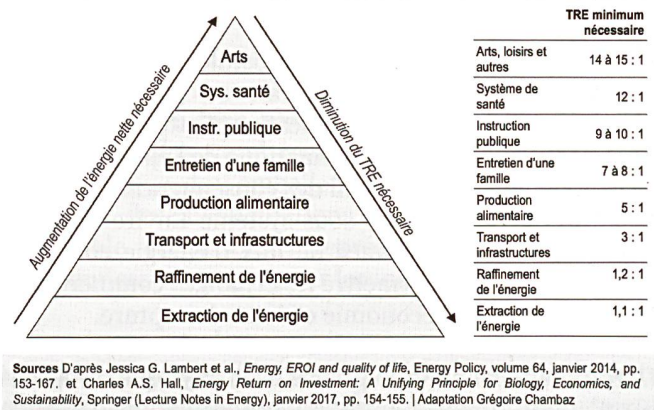 Arts
Sys. santé
Instr. publique
Entretien d'une famille
Production alimentaire
Transport et infrastructures
Raffinement de l'énergie
Extraction de l'énergie
Augmentation de l'énergie nette nécessaire
Diminution du TRE nécessaire
TRE minimum
nécessaire
Arts, loisirs et
autres
14 à 15 : 1
Système de
santé
12 : 1
Instruction
publique
9 à 10 : 1
Entretien d'une
famille
7 à 8 : 1
Production
alimentaire
5 : 1
Transport et
infrastructures
3 : 1
Raffinement
de l'énergie
1,2 : 1
Extraction de
l'énergie
1,1 : 1
Sources D'après Jessica G. Lambert et al., Energy, EROI and quality of life, Energy Policy, volume 64, janvier 2014, pp.
153-167. et Charles A.S. Hall, Energy Return on Investment: A Unifying Principle for Biology, Economics, and
Sustainability, Springer (Lecture Notes in Energy), janvier 2017, pp. 154-155. | Adaptation Grégoire Chambaz